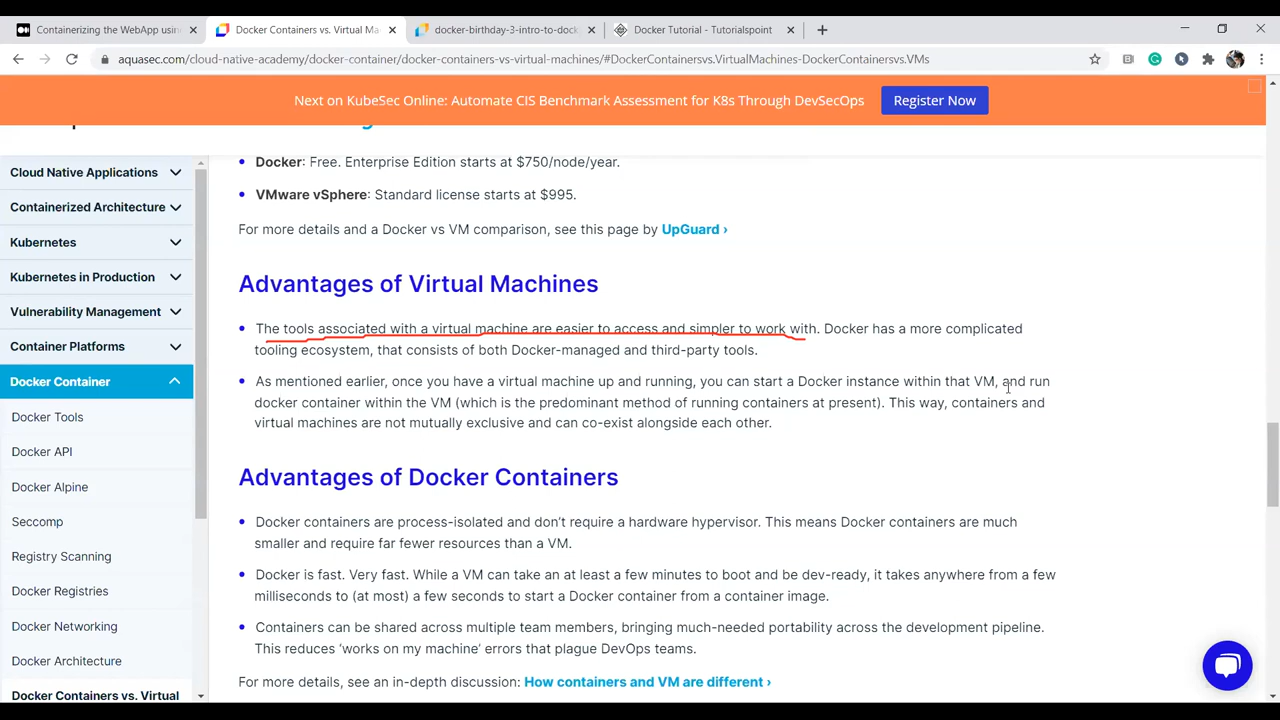 Containerizing the WebApp usin
Docker Containers vs. Virtual Ma
docker-birthday-3-intro-to-dock
Docker Tutorial - Tutorialspoint
aquasec.com/cloud-native-academy/docker-container/docker-containers-vs-virtual-machines/#DockerContainersvs.VirtualMachines-DockerContainersvs.VMs
Next on KubeSec Online: Automate CIS Benchmark Assessment for K8s Through DevSecOps
Register Now
Cloud Native Applications
Containerized Architecture
Kubernetes
Kubernetes in Production
Vulnerability Management
Container Platforms
Docker Container
Docker Tools
Docker API
Docker Alpine
Seccomp
Registry Scanning
Docker Registries
Docker Networking
Docker Architecture
Docker Containers vs. Virtual
• Docker: Free. Enterprise Edition starts at $750/node/year.
• VMware vSphere: Standard license starts at $995.
For more details and a Docker vs VM comparison, see this page by UpGuard ›
Advantages of Virtual Machines
• The tools associated with a virtual machine are easier to access and simpler to work with. Docker has a more complicated
tooling ecosystem, that consists of both Docker-managed and third-party tools.
• As mentioned earlier, once you have a virtual machine up and running, you can start a Docker instance within that VM, and run
docker container within the VM (which is the predominant method of running containers at present). This way, containers and
virtual machines are not mutually exclusive and can co-exist alongside each other.
Advantages of Docker Containers
• Docker containers are process-isolated and don't require a hardware hypervisor. This means Docker containers are much
smaller and require far fewer resources than a VM.
• Docker is fast. Very fast. While a VM can take an at least a few minutes to boot and be dev-ready, it takes anywhere from a few
milliseconds to (at most) a few seconds to start a Docker container from a container image.
• Containers can be shared across multiple team members, bringing much-needed portability across the development pipeline.
This reduces 'works on my machine' errors that plague DevOps teams.
For more details, see an in-depth discussion: How containers and VM are different ›